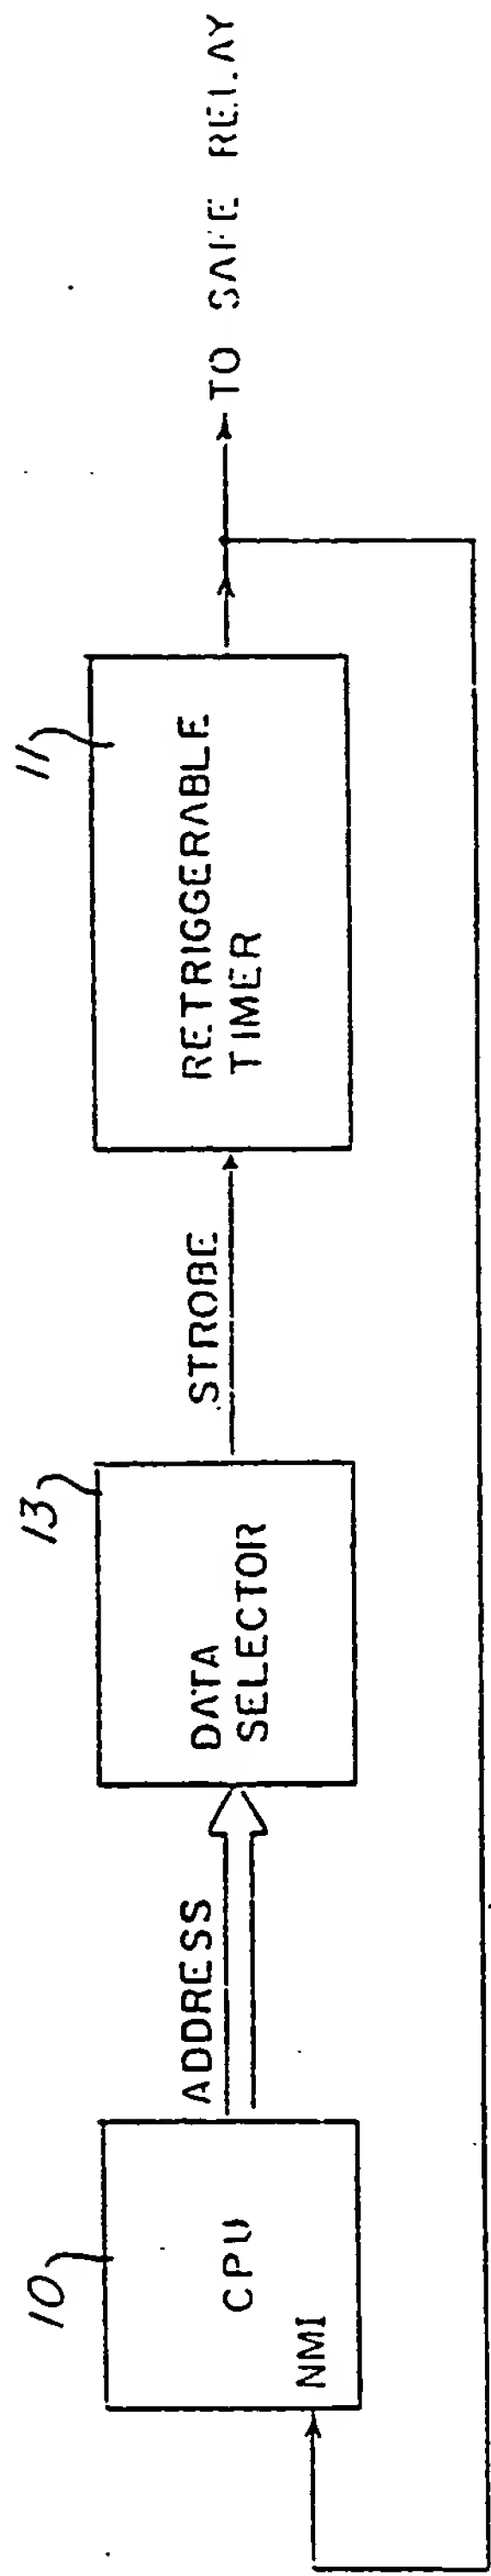 10
CPU
NMI
ADDRESS
13
DATA
SELECTOR
STROBE
11
RETRIGGERABLE
TIMER
TO SAFE RELAY